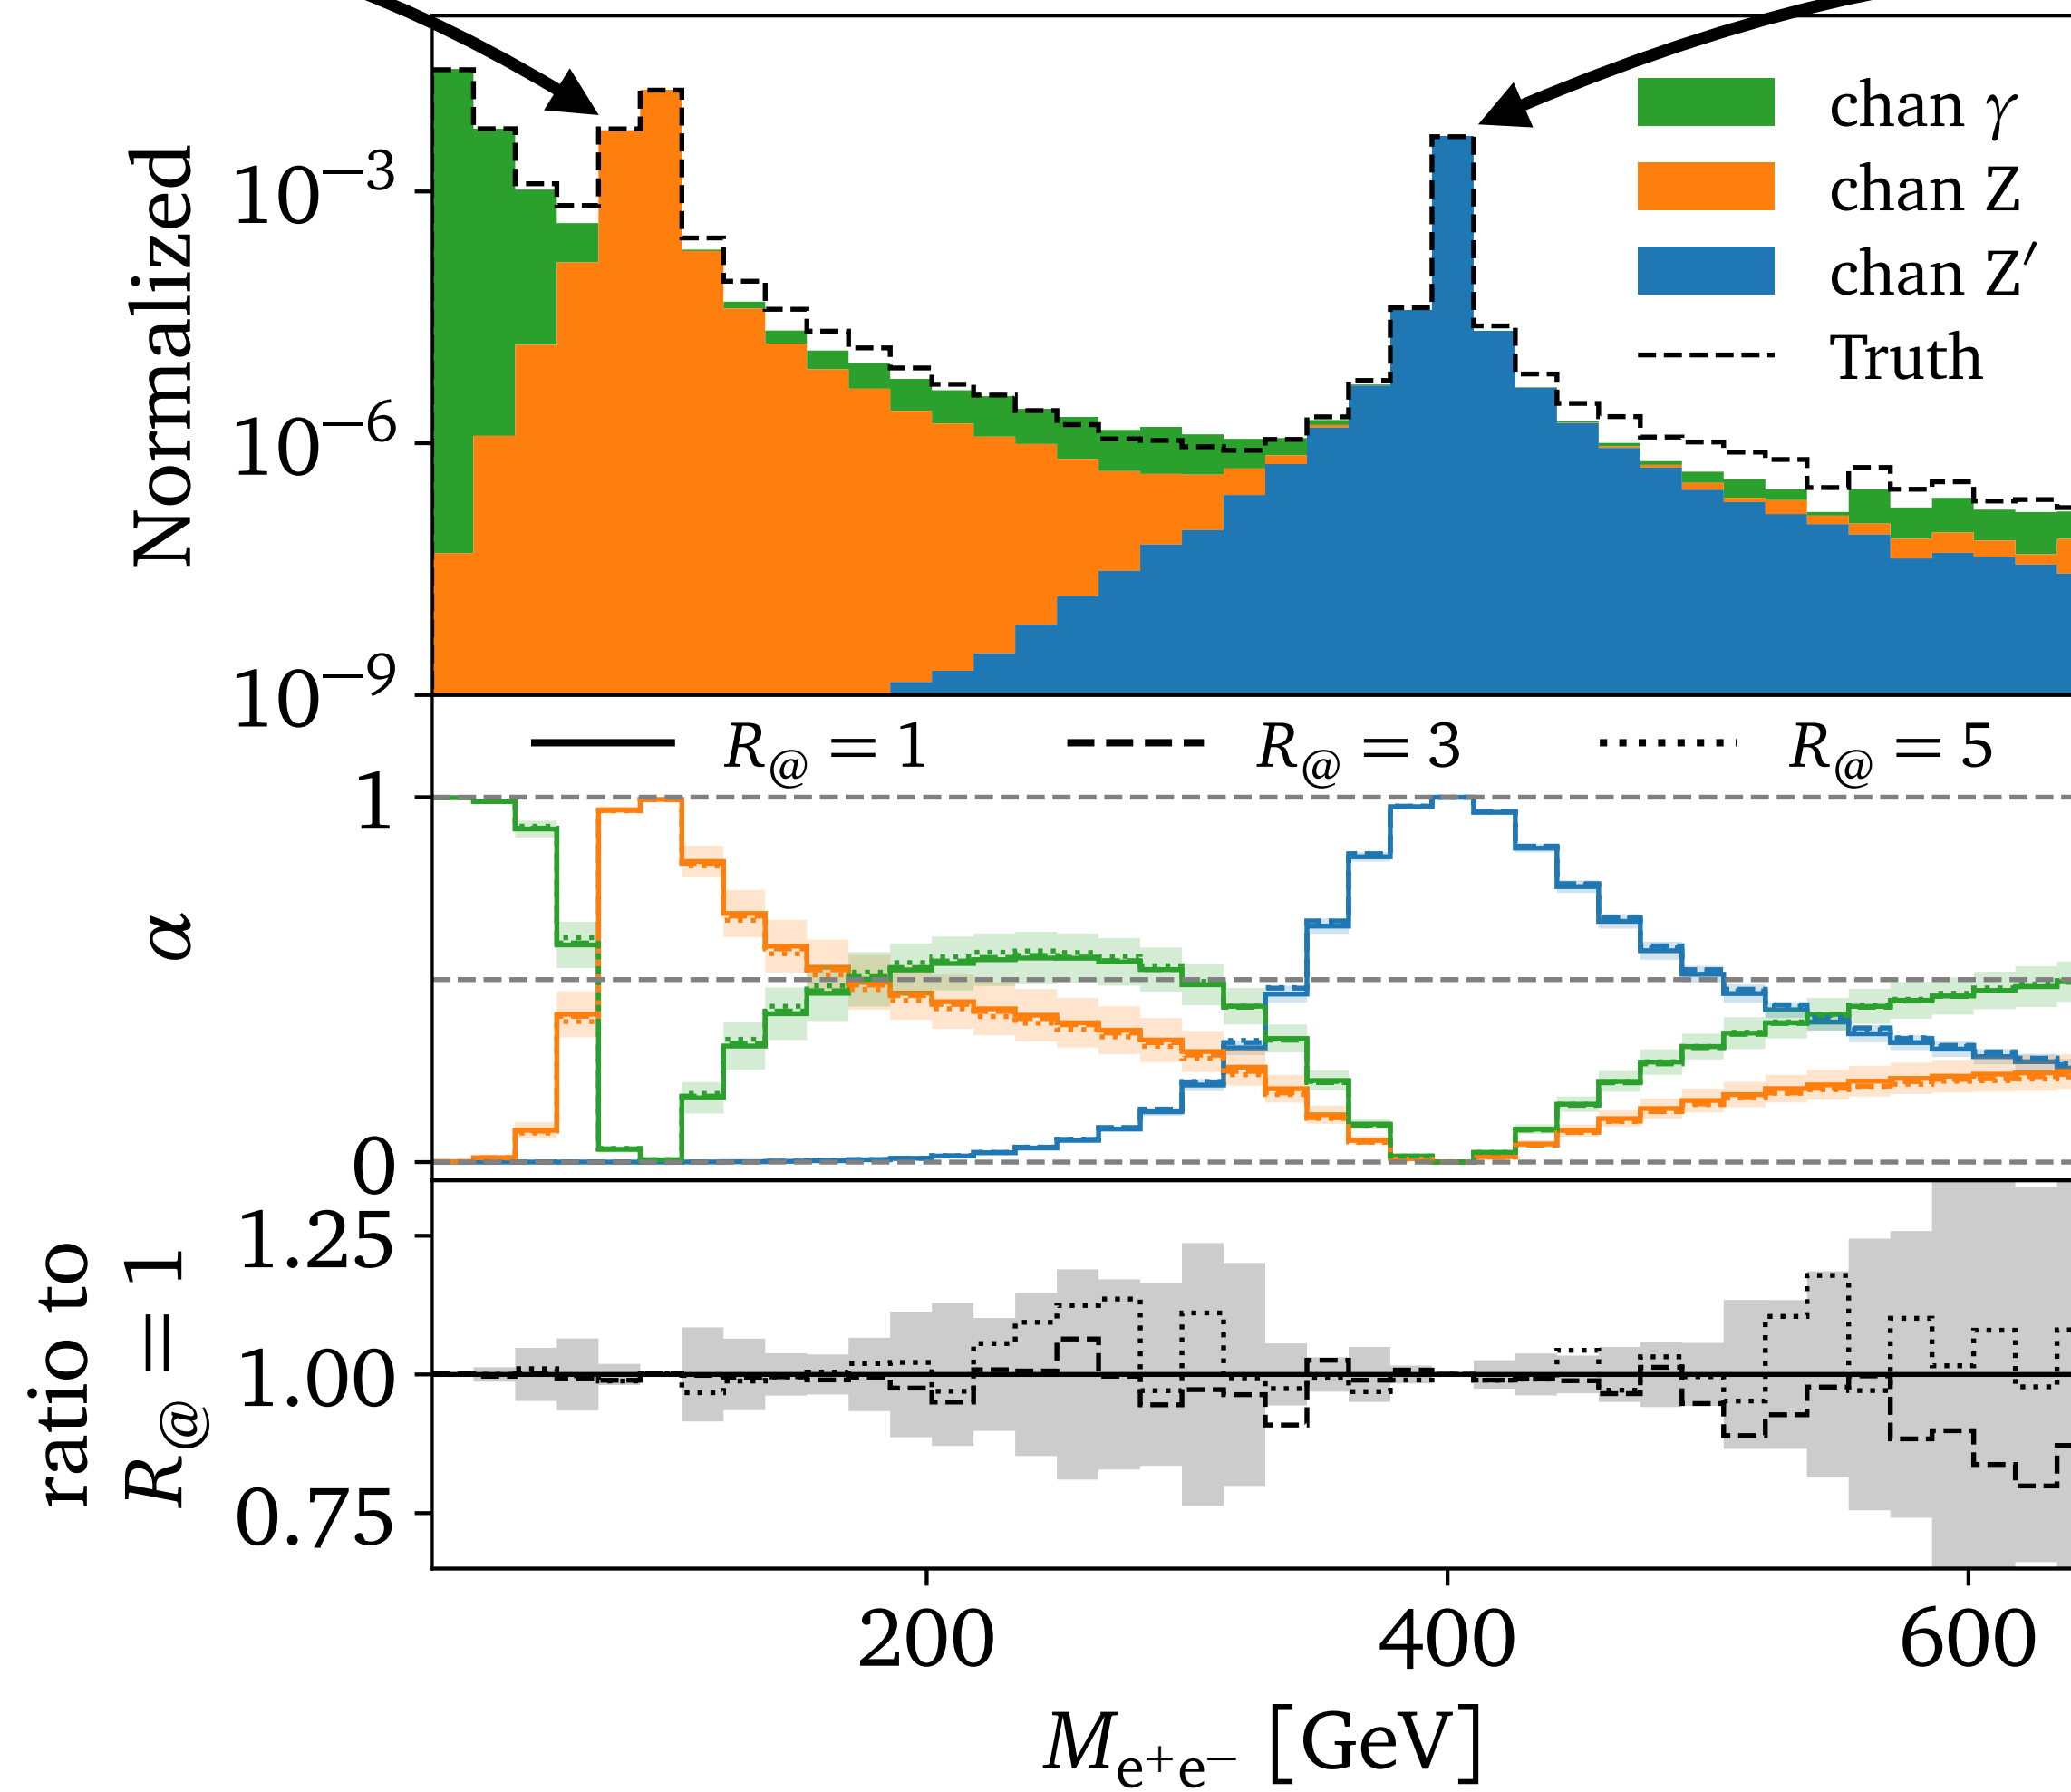 Normalized
10⁻³
10⁻⁶
10⁻⁹
chan γ
chan Z
chan Z′
Truth
R@ = 1
R@ = 3
R@ = 5
α
1
0
ratio to
R@ = 1
1.25
1.00
0.75
200
400
600
Me⁺e⁻ [GeV]